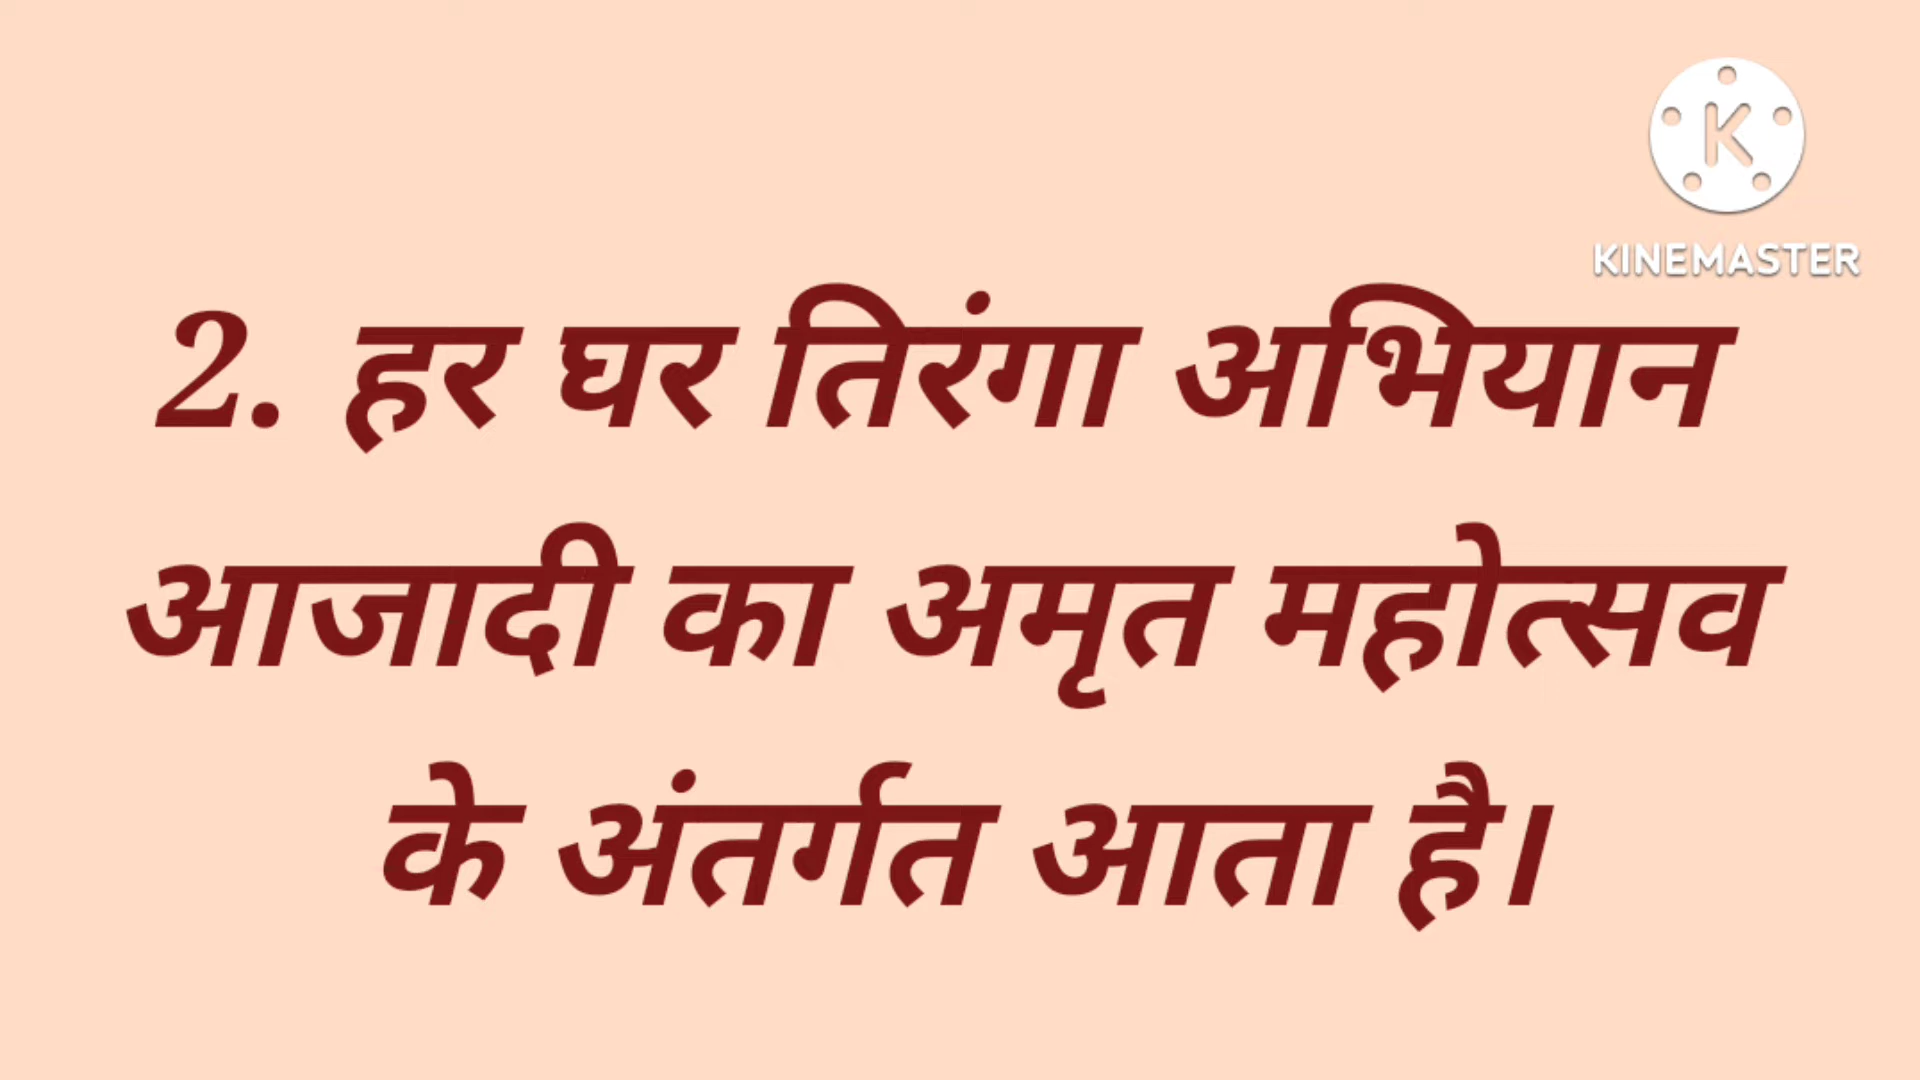 KINEMASTER
2. हर घर तिरंगा अभियान
आजादी का अमृत महोत्सव
के अंतर्गत आता है।